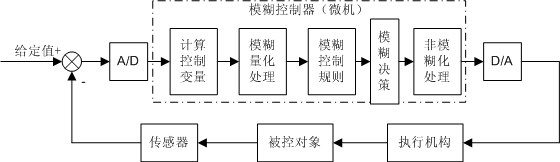 模糊控制器（微机）
给定值+
-
A/D
计算
控制
变量
模糊
量化
处理
模糊
控制
规则
模
糊
决
策
非模
糊化
处理
D/A
传感器
被控对象
执行机构